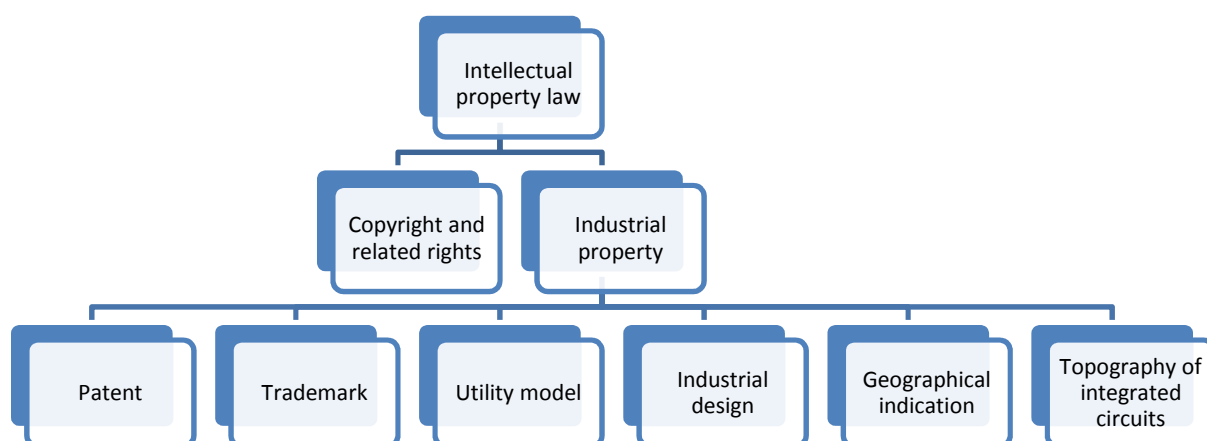 Intellectual
property law
Copyright and
related rights
Industrial
property
Patent
Trademark
Utility model
Industrial
design
Geographical
indication
Topography of
integrated
circuits